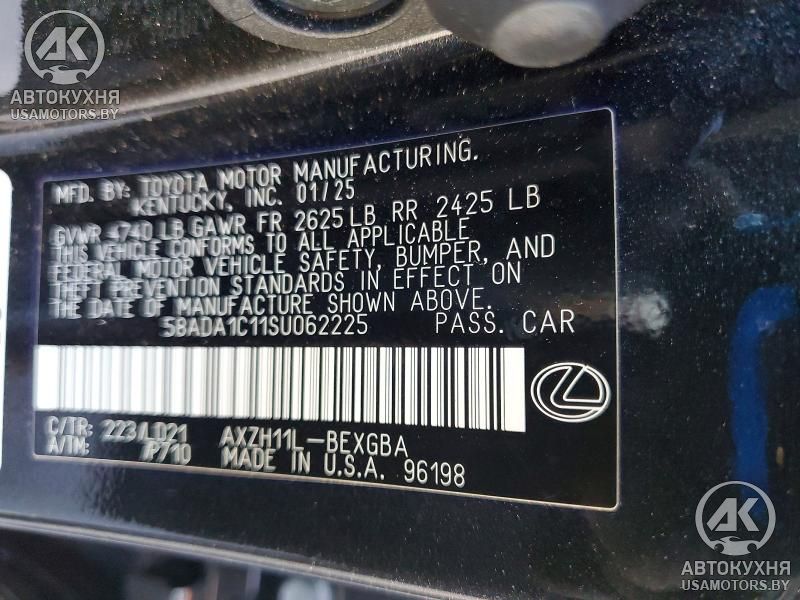 АК
АВТОКУХНЯ
USAMOTORS.BY
MFD. BY: TOYOTA MOTOR MANUFACTURING.
KENTUCKY, INC. 01/25
GVWR 4740 LB GAWR FR 2625 LB RR 2425 LB
THIS VEHICLE CONFORMS TO ALL APPLICABLE
FEDERAL MOTOR VEHICLE SAFETY, BUMPER, AND
THEFT PREVENTION STANDARDS IN EFFECT ON
THE DATE OF MANUFACTURE SHOWN ABOVE.
58ADA1C11SU062225 PASS. CAR
C/TR: 223/LD21 AXZH11L-BEXGBA
A/TM: /P710 MADE IN U.S.A. 96198
АК
АВТОКУХНЯ
USAMOTORS.BY